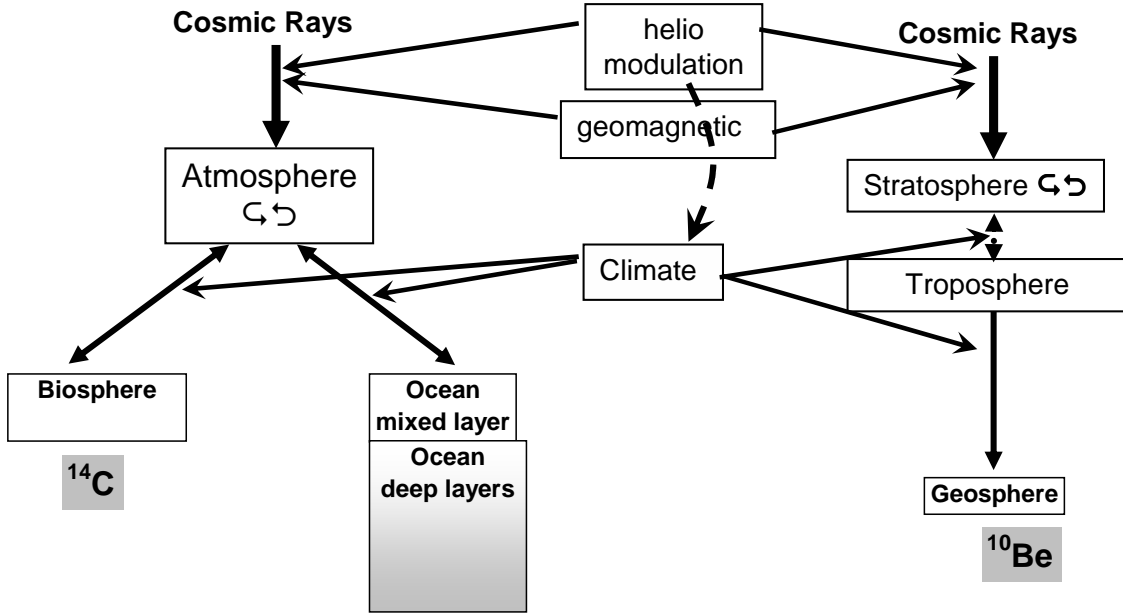 Cosmic Rays
helio
modulation
Cosmic Rays
geomagnetic
Atmosphere
Stratosphere
Climate
Troposphere
Biosphere
Ocean
mixed layer
Ocean
deep layers
¹⁴C
Geosphere
¹⁰Be